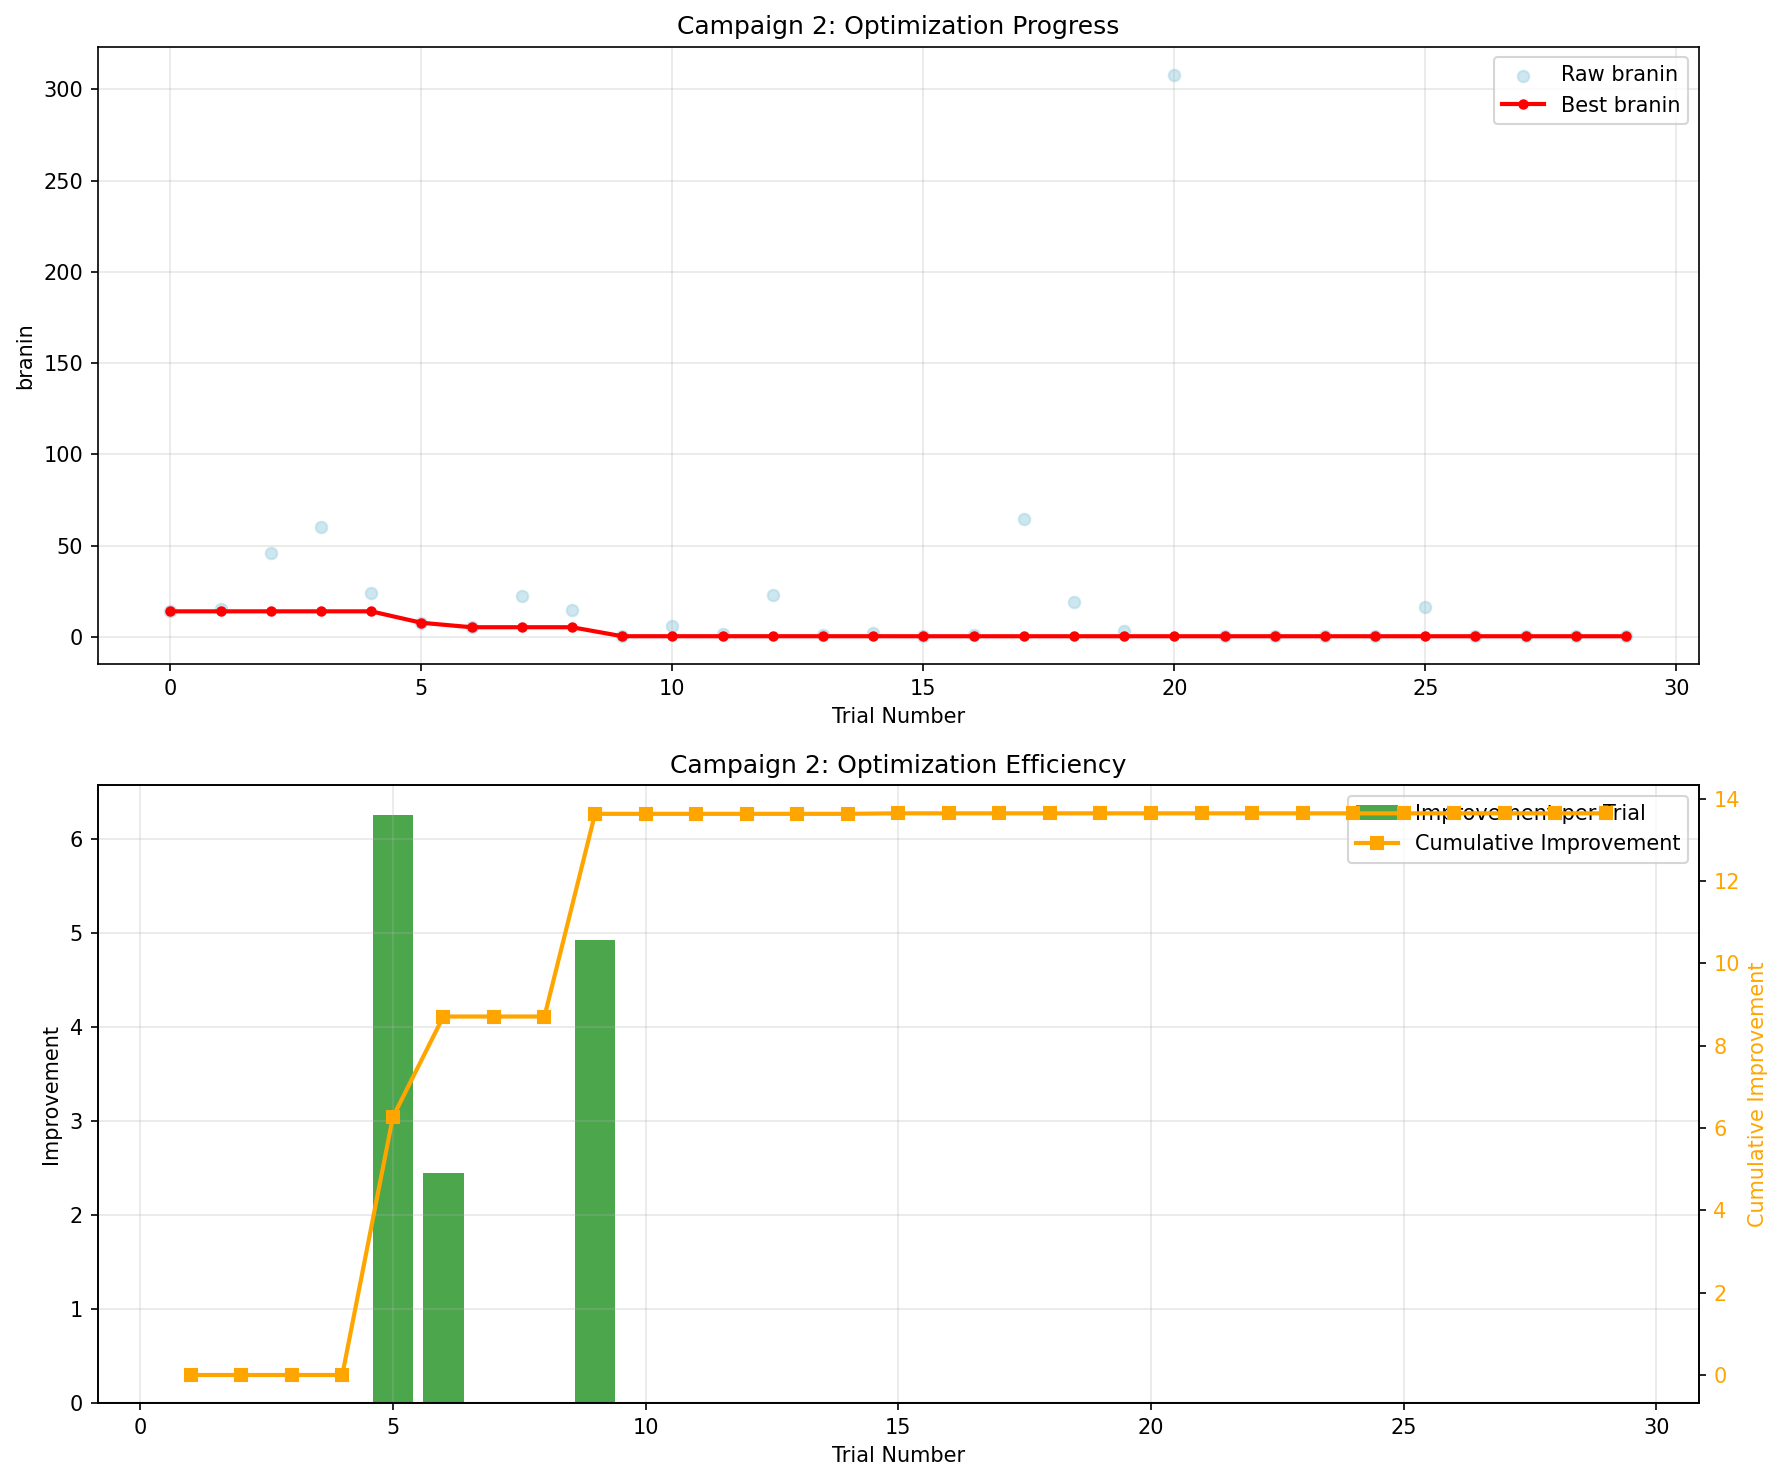 Campaign 2: Optimization Progress
300
250
200
150
100
50
0
branin
Raw branin
Best branin
0 5 10 15 20 25 30
Trial Number
Campaign 2: Optimization Efficiency
6
5
4
3
2
1
0
Improvement
Improvement per Trial
Cumulative Improvement
14
12
10
8
6
4
2
0
Cumulative Improvement
0 5 10 15 20 25 30
Trial Number